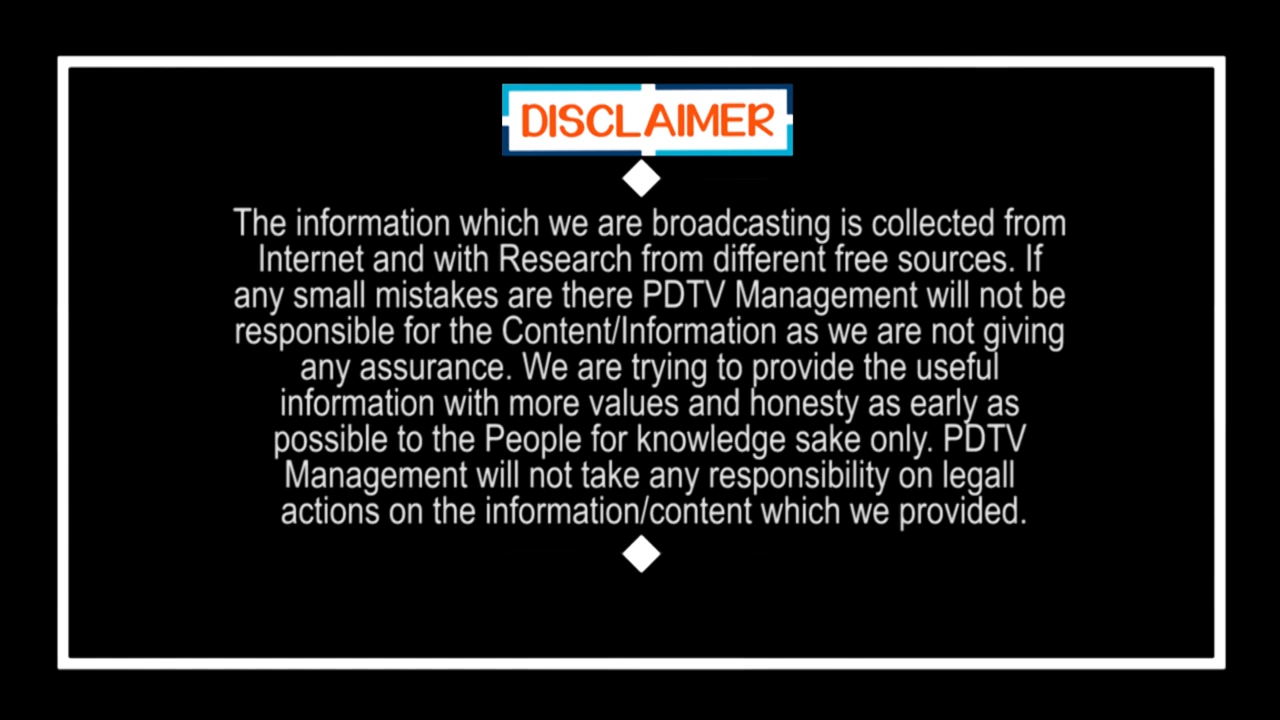 DISCLAIMER
The information which we are broadcasting is collected from
Internet and with Research from different free sources. If
any small mistakes are there PDTV Management will not be
responsible for the Content/Information as we are not giving
any assurance. We are trying to provide the useful
information with more values and honesty as early as
possible to the People for knowledge sake only. PDTV
Management will not take any responsibility on legall
actions on the information/content which we provided.